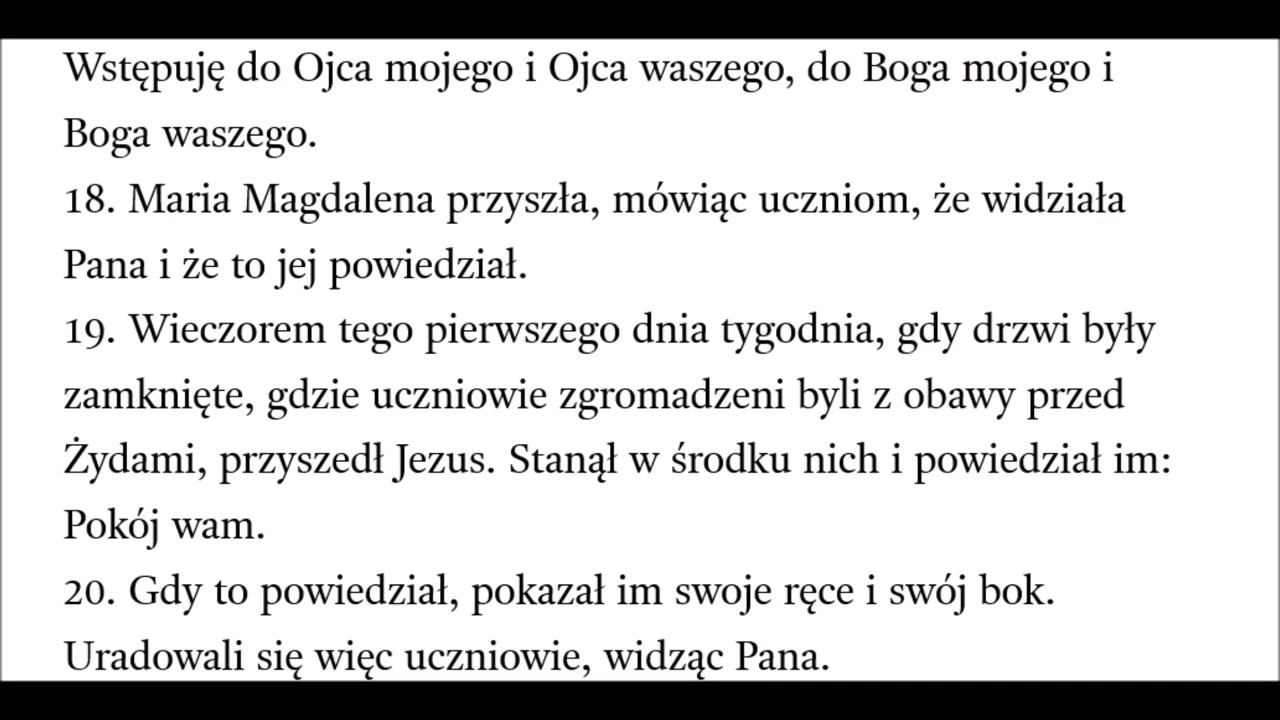 Wstępuję do Ojca mojego i Ojca waszego, do Boga mojego i
Boga waszego.
18. Maria Magdalena przyszła, mówiąc uczniom, że widziała
Pana i że to jej powiedział.
19. Wieczorem tego pierwszego dnia tygodnia, gdy drzwi były
zamknięte, gdzie uczniowie zgromadzeni byli z obawy przed
Żydami, przyszedł Jezus. Stanął w środku nich i powiedział im:
Pokój wam.
20. Gdy to powiedział, pokazał im swoje ręce i swój bok.
Uradowali się więc uczniowie, widząc Pana.